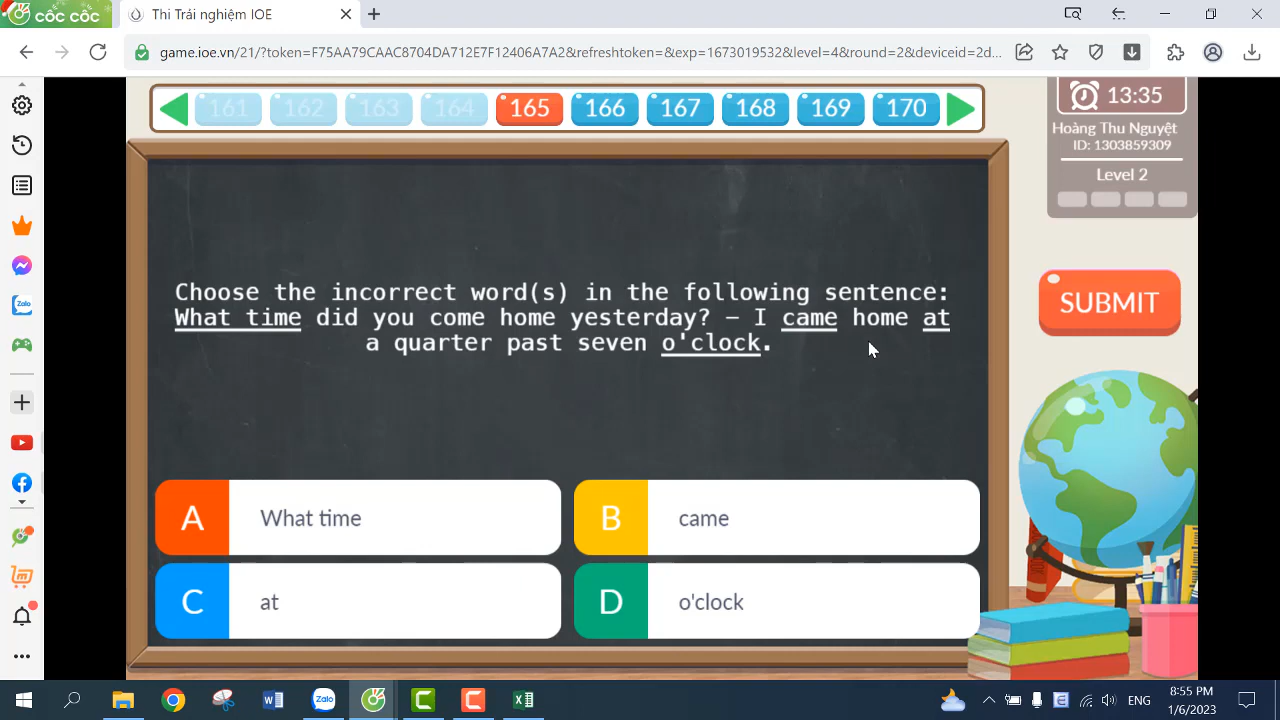 CỐC CỐC
Thi Trải nghiệm IOE
game.ioe.vn/21/?token=F75AA79CAAC8704DA712E7F12406A7A2&refreshtoken=&exp=1673019532&level=4&round=2&deviceid=2d...
161 162 163 164 165 166 167 168 169 170
13:35
Hoàng Thu Nguyệt
ID: 1303859309
Level 2
Choose the incorrect word(s) in the following sentence:
What time did you come home yesterday? – I came home at
a quarter past seven o'clock.
SUBMIT
A What time
B came
C at
D o'clock
Zalo
Zalo
ENG
8:55 PM
1/6/2023